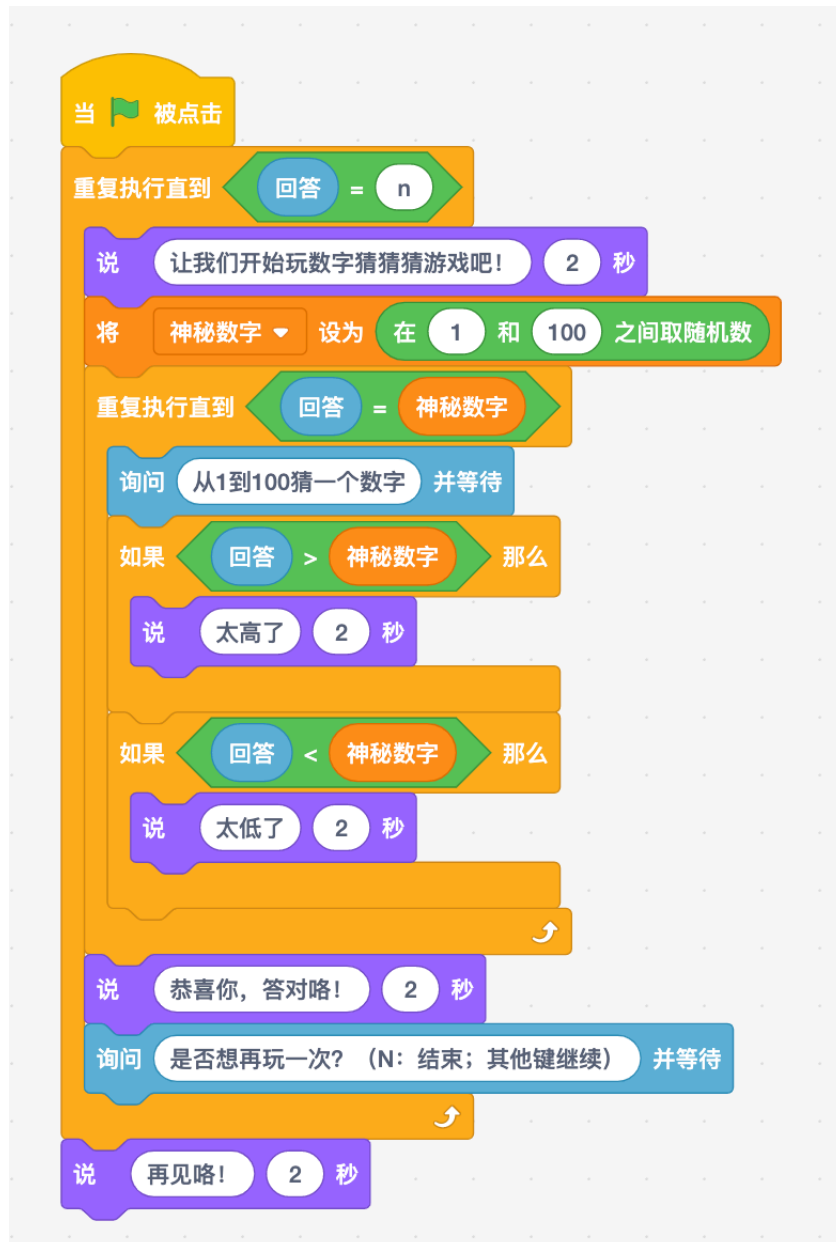 当 被点击
重复执行直到 回答 = n
说 让我们开始玩数字猜猜猜游戏吧! 2 秒
将 神秘数字 设为 在 1 和 100 之间取随机数
重复执行直到 回答 = 神秘数字
询问 从1到100猜一个数字 并等待
如果 回答 > 神秘数字 那么
说 太高了 2 秒
如果 回答 < 神秘数字 那么
说 太低了 2 秒
说 恭喜你，答对咯! 2 秒
询问 是否想再玩一次? (N: 结束；其他键继续) 并等待
说 再见咯! 2 秒